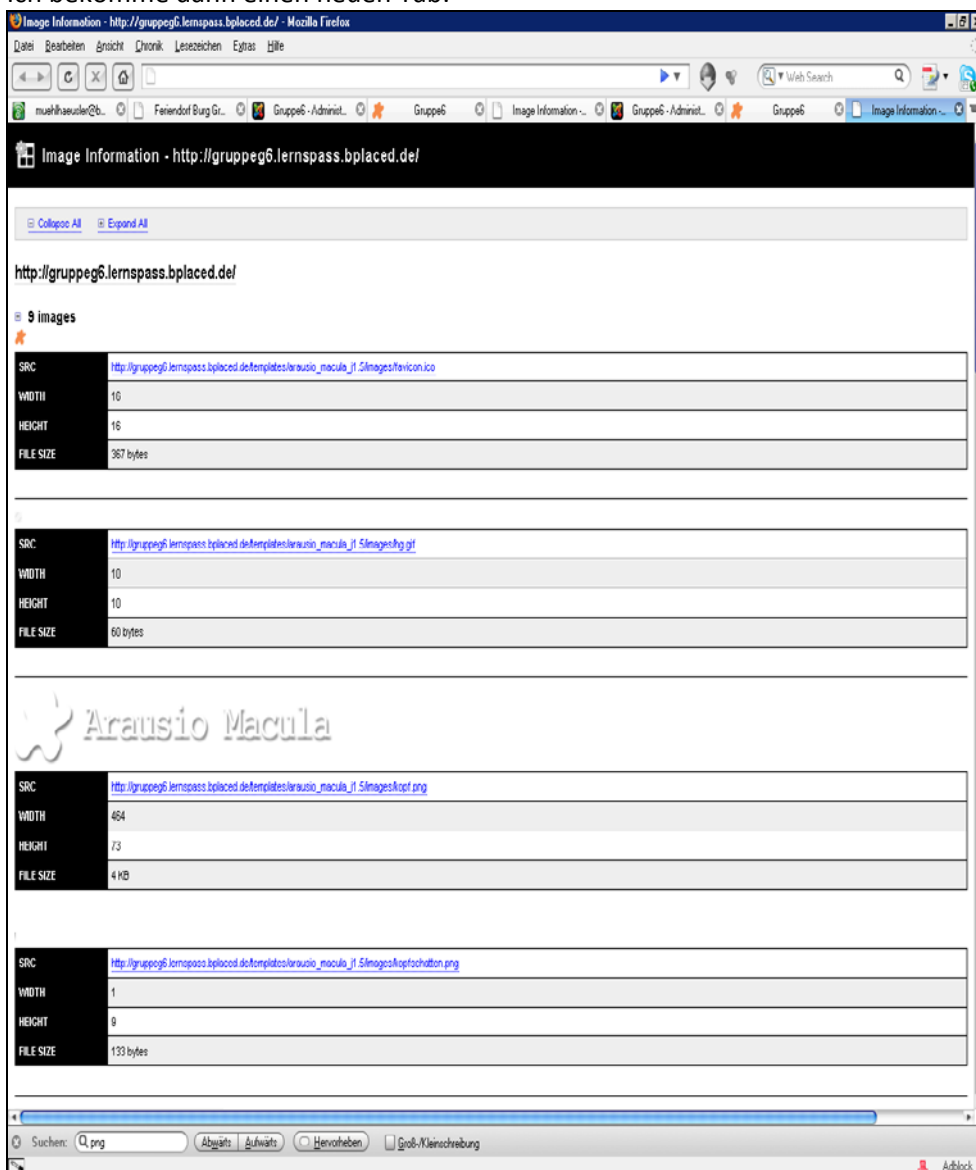 ich bekomme dann einen neuen Tab.
Image Information - http://gruppeg6.lernspass.bplaced.de/ - Mozilla Firefox
Datei Bearbeiten Ansicht Chronik Lesezeichen Extras Hilfe
Web Search
muehlhaeusler@b... Feriendorf Burg Gr... Gruppe6 - Administ... Gruppe6 Image Information -... Gruppe6 - Administ... Gruppe6 Image Information -...
Image Information - http://gruppeg6.lernspass.bplaced.de/
Collapse All Expand All
http://gruppeg6.lernspass.bplaced.de/
9 images
SRC http://gruppeg6.lernspass.bplaced.de/templates/arausio_macula_j1.5/images/favicon.ico
WIDTH 16
HEIGHT 16
FILE SIZE 367 bytes
SRC http://gruppeg6.lernspass.bplaced.de/templates/arausio_macula_j1.5/images/hg.gif
WIDTH 10
HEIGHT 10
FILE SIZE 60 bytes
Arausio Macula
SRC http://gruppeg6.lernspass.bplaced.de/templates/arausio_macula_j1.5/images/kopf.png
WIDTH 464
HEIGHT 73
FILE SIZE 4 KB
SRC http://gruppeg6.lernspass.bplaced.de/templates/arausio_macula_j1.5/images/kopfschatten.png
WIDTH 1
HEIGHT 9
FILE SIZE 133 bytes
Suchen: png Abwärts Aufwärts Hervorheben Groß-/Kleinschreibung
Adblock